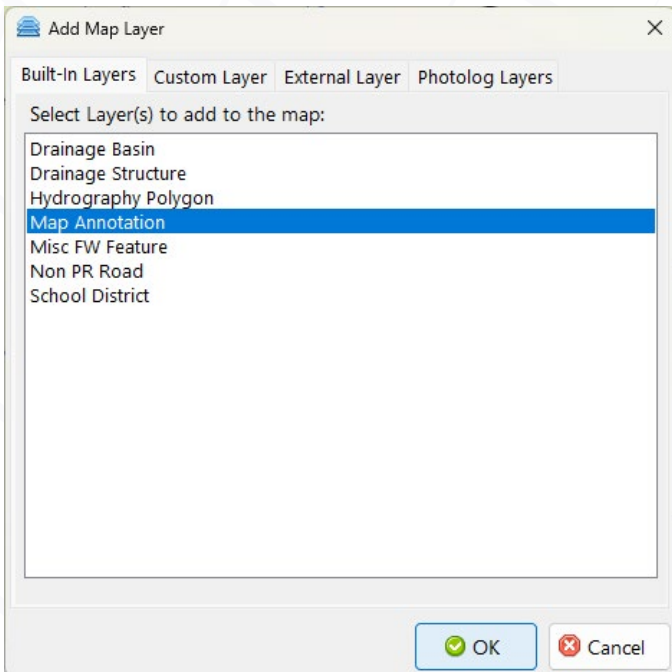 Add Map Layer
Built-In Layers Custom Layer External Layer Photolog Layers
Select Layer(s) to add to the map:
Drainage Basin
Drainage Structure
Hydrography Polygon
Map Annotation
Misc FW Feature
Non PR Road
School District
OK Cancel